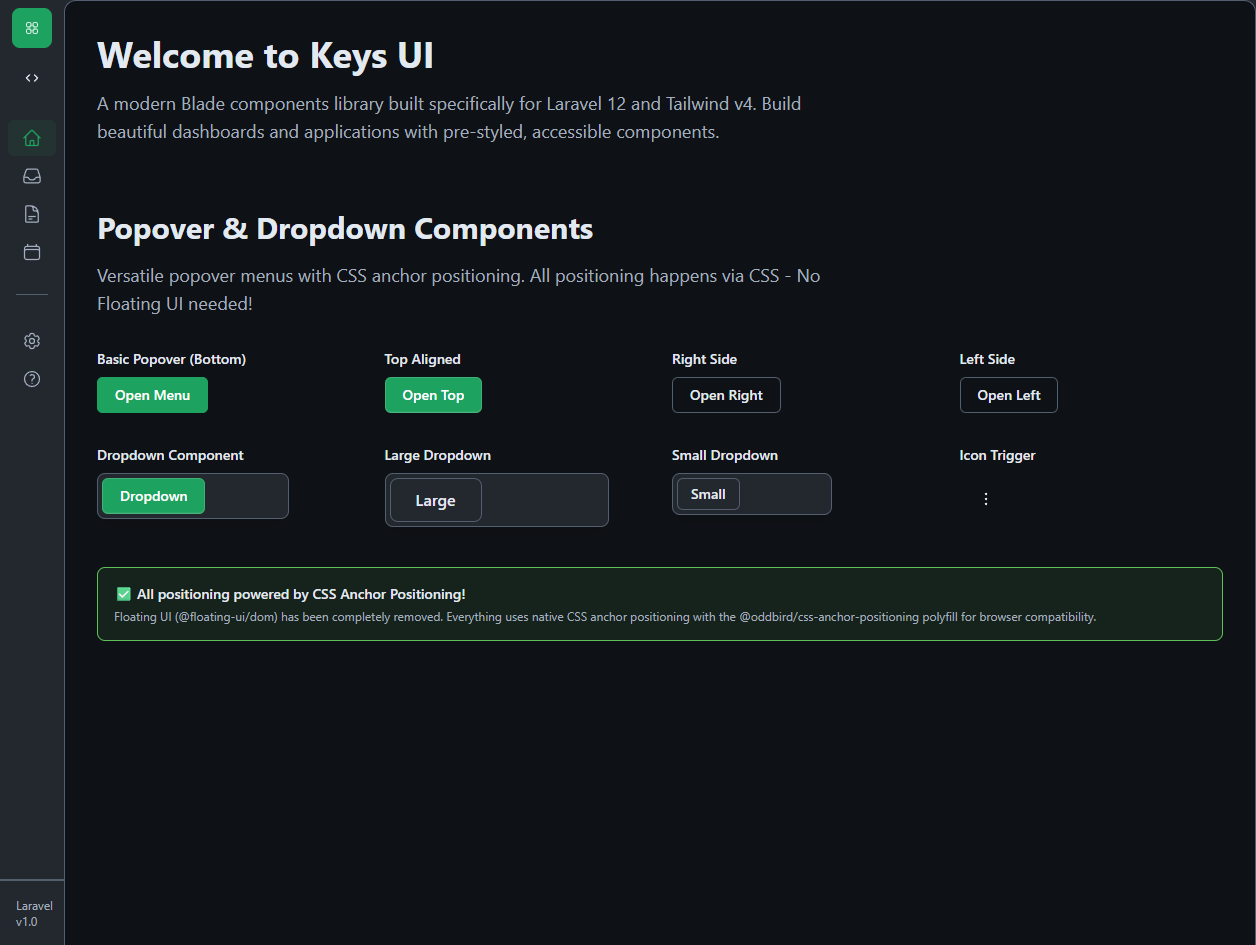 Welcome to Keys UI
A modern Blade components library built specifically for Laravel 12 and Tailwind v4. Build
beautiful dashboards and applications with pre-styled, accessible components.
Popover & Dropdown Components
Versatile popover menus with CSS anchor positioning. All positioning happens via CSS - No
Floating UI needed!
Basic Popover (Bottom)
Open Menu
Top Aligned
Open Top
Right Side
Open Right
Left Side
Open Left
Dropdown Component
Dropdown
Large Dropdown
Large
Small Dropdown
Small
Icon Trigger
✅ All positioning powered by CSS Anchor Positioning!
Floating UI (@floating-ui/dom) has been completely removed. Everything uses native CSS anchor positioning with the @oddbird/css-anchor-positioning polyfill for browser compatibility.
Laravel
v1.0